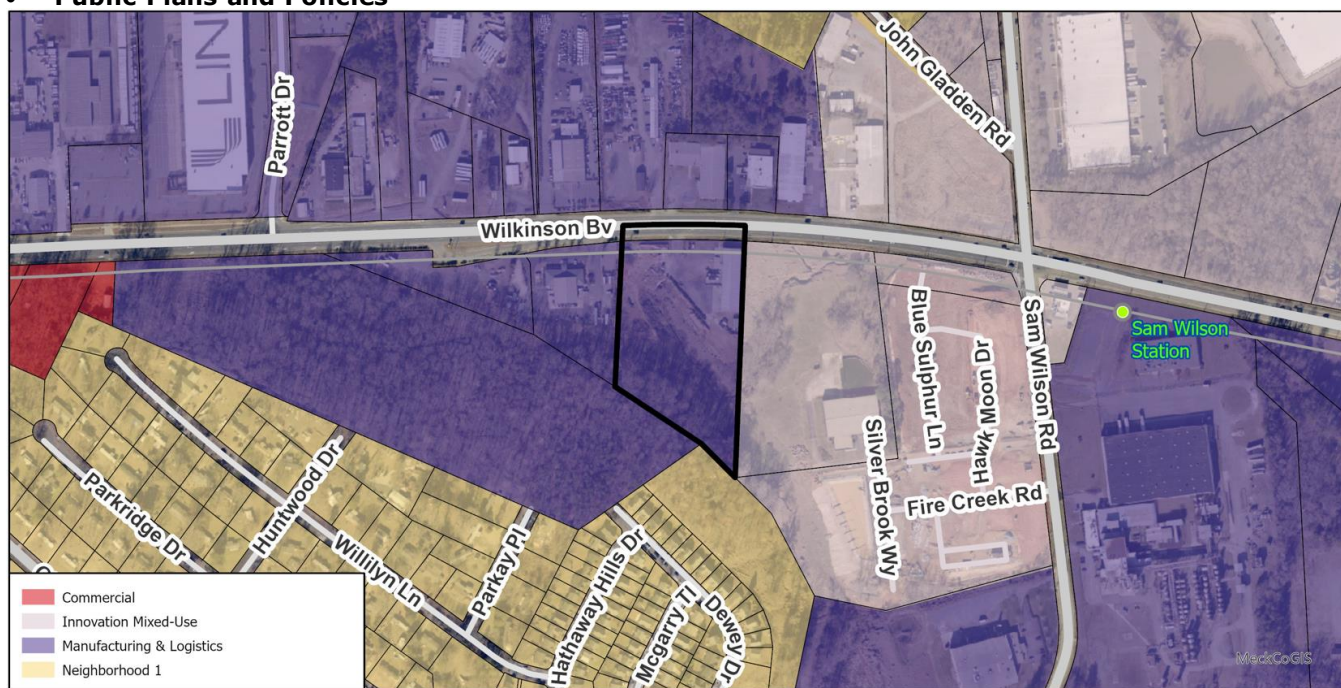 • Public Plans and Policies
John Gladden Rd
LIN
Parrott Dr
Wilkinson Bv
Sam Wilson
Station
Blue Sulphur Ln
Hawk Moon Dr
Sam Wilson Rd
Silver Brook Wy
Fire Creek Rd
Huntwood Dr
Parkridge Dr
Willilyn Ln
Parkay Pl
Hathaway Hills Dr
Mcgarry Tl
Dewey Dr
Commercial
Innovation Mixed-Use
Manufacturing & Logistics
Neighborhood 1
MeckCoGIS